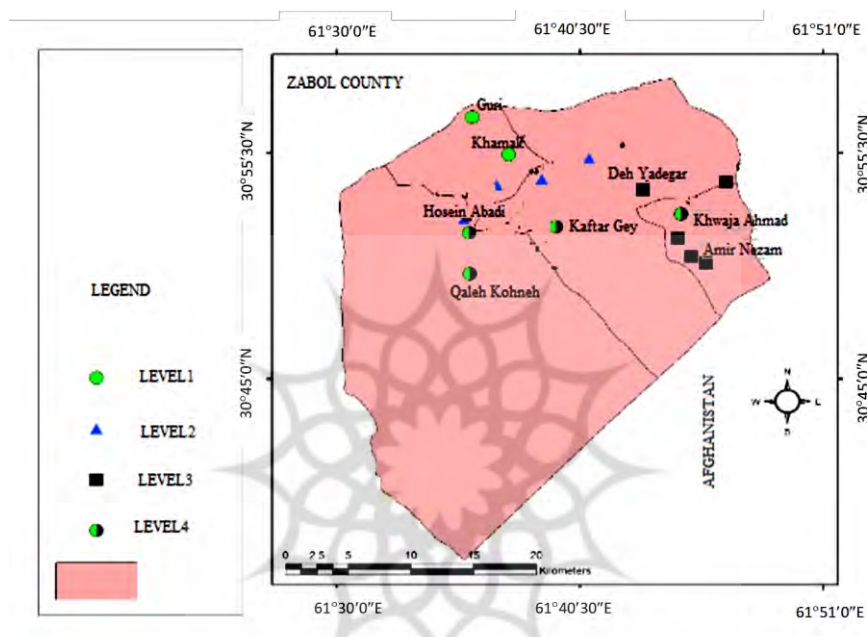 61°30'0"E 61°40'30"E 61°51'0"E
ZABOL COUNTY
Guri
Khamak
30°55'30"N
30°55'30"N
Deh Yadegar
Hosein Abadi
Khwaja Ahmad
Kaftar Gey
Amir Nezam
Qaleh Kohneh
LEGEND
LEVEL1
LEVEL2
LEVEL3
LEVEL4
30°45'0"N
30°45'0"N
AFGHANISTAN
N
W L
S
0 2.5 5 10 15 20
Kilometers
61°30'0"E 61°40'30"E 61°51'0"E